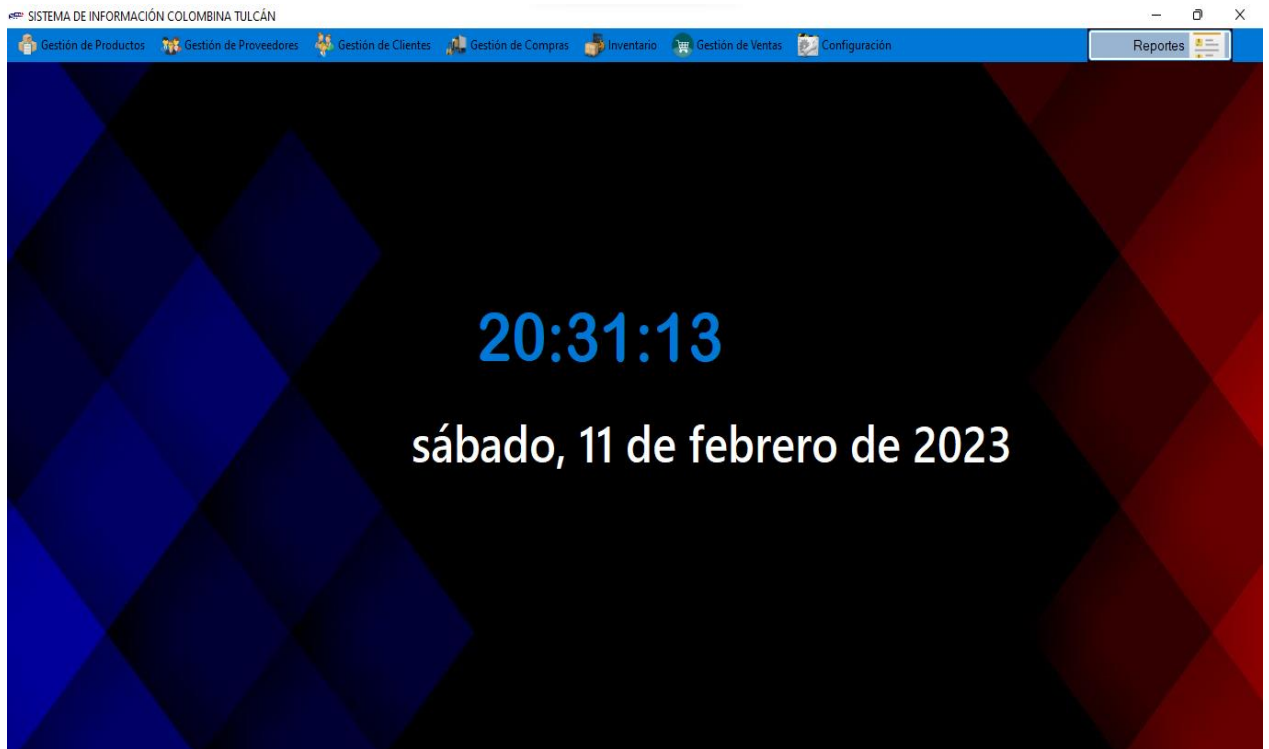 SISTEMA DE INFORMACIÓN COLOMBINA TULCÁN
Gestión de Productos Gestión de Proveedores Gestión de Clientes Gestión de Compras Inventario Gestión de Ventas Configuración Reportes
20:31:13
sábado, 11 de febrero de 2023